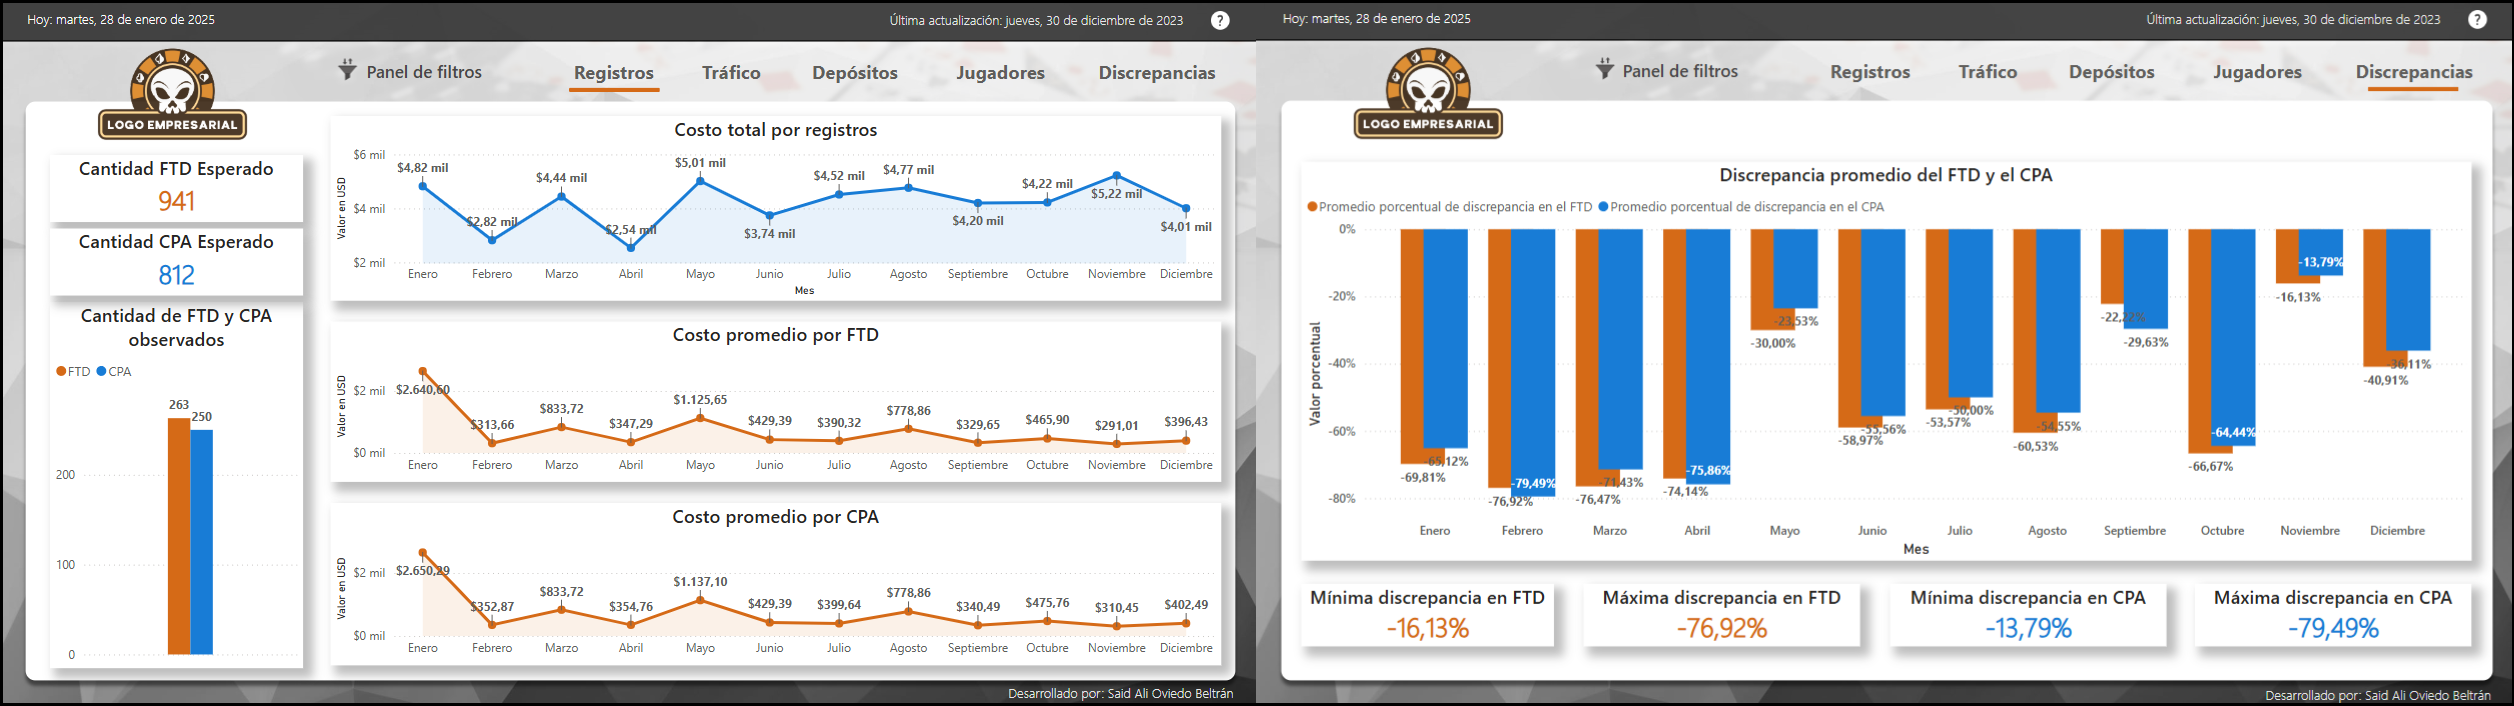 Hoy: martes, 28 de enero de 2025
Última actualización: jueves, 30 de diciembre de 2023
?
LOGO EMPRESARIAL
Panel de filtros
Registros
Tráfico
Depósitos
Jugadores
Discrepancias
Cantidad FTD Esperado
941
Cantidad CPA Esperado
812
Cantidad de FTD y CPA
observados
FTD CPA
263
250
200
100
0
Costo total por registros
Valor en USD
$6 mil
$4 mil
$2 mil
$4,82 mil
$2,82 mil
$4,44 mil
$2,54 mil
$5,01 mil
$3,74 mil
$4,52 mil
$4,77 mil
$4,20 mil
$4,22 mil
$5,22 mil
$4,01 mil
Enero Febrero Marzo Abril Mayo Junio Julio Agosto Septiembre Octubre Noviembre Diciembre
Mes
Costo promedio por FTD
Valor en USD
$2 mil
$0 mil
$2.640,60
$313,66
$833,72
$347,29
$1.125,65
$429,39
$390,32
$778,86
$329,65
$465,90
$291,01
$396,43
Enero Febrero Marzo Abril Mayo Junio Julio Agosto Septiembre Octubre Noviembre Diciembre
Costo promedio por CPA
Valor en USD
$2 mil
$0 mil
$2.650,29
$352,87
$833,72
$354,76
$1.137,10
$429,39
$399,64
$778,86
$340,49
$475,76
$310,45
$402,49
Enero Febrero Marzo Abril Mayo Junio Julio Agosto Septiembre Octubre Noviembre Diciembre
Desarrollado por: Said Ali Oviedo Beltrán
Hoy: martes, 28 de enero de 2025
Última actualización: jueves, 30 de diciembre de 2023
?
LOGO EMPRESARIAL
Panel de filtros
Registros
Tráfico
Depósitos
Jugadores
Discrepancias
Discrepancia promedio del FTD y el CPA
Promedio porcentual de discrepancia en el FTD Promedio porcentual de discrepancia en el CPA
Valor porcentual
0%
-20%
-40%
-60%
-80%
-69,81%
-65,12%
-76,92%
-79,49%
-76,47%
-71,43%
-74,14%
-75,86%
-30,00%
-23,53%
-58,97%
-55,56%
-53,57%
-50,00%
-60,53%
-54,55%
-22,22%
-29,63%
-66,67%
-64,44%
-16,13%
-13,79%
-40,91%
-36,11%
Enero Febrero Marzo Abril Mayo Junio Julio Agosto Septiembre Octubre Noviembre Diciembre
Mes
Mínima discrepancia en FTD
-16,13%
Máxima discrepancia en FTD
-76,92%
Mínima discrepancia en CPA
-13,79%
Máxima discrepancia en CPA
-79,49%
Desarrollado por: Said Ali Oviedo Beltrán